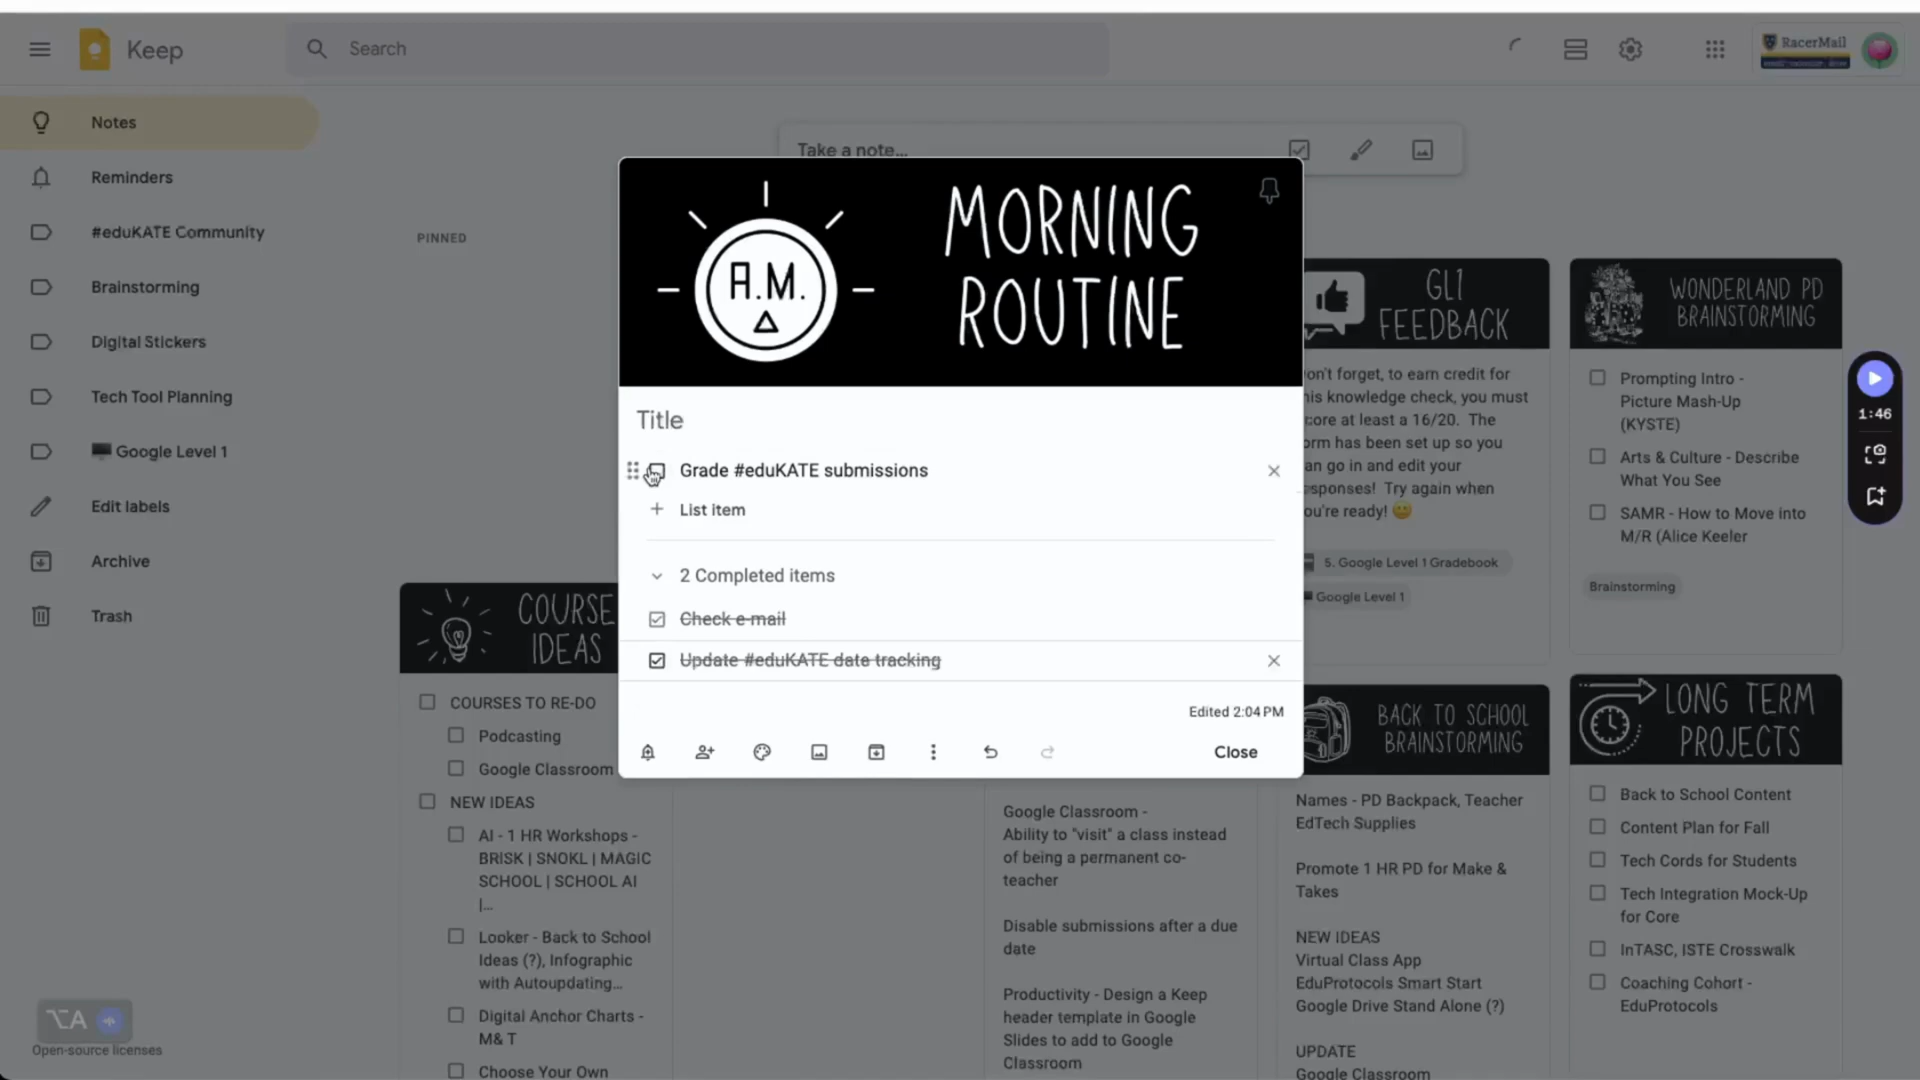 Keep
Search
RacerMail
Notes
Reminders
#eduKATE Community
Brainstorming
Digital Stickers
Tech Tool Planning
Google Level 1
Edit labels
Archive
Trash
Open-source licenses
Take a note...
PINNED
A.M.
MORNING
ROUTINE
Title
Grade #eduKATE submissions
List item
2 Completed items
Check e-mail
Update #eduKATE data tracking
Edited 2:04 PM
Close
COURSE
IDEAS
COURSES TO RE-DO
Podcasting
Google Classroom
NEW IDEAS
AI - 1 HR Workshops -
BRISK | SNOKL | MAGIC
SCHOOL | SCHOOL AI
|...
Looker - Back to School
Ideas (?), Infographic
with Autoupdating...
Digital Anchor Charts -
M& T
Choose Your Own
Google Classroom -
Ability to "visit" a class instead
of being a permanent co-
teacher
Disable submissions after a due
date
Productivity - Design a Keep
header template in Google
Slides to add to Google
Classroom
GL1
FEEDBACK
on't forget, to earn credit for
his knowledge check, you must
core at least a 16/20. The
orm has been set up so you
an go in and edit your
esponses! Try again when
ou're ready! 🙂
5. Google Level 1 Gradebook
Google Level 1
BACK TO SCHOOL
BRAINSTORMING
Names - PD Backpack, Teacher
EdTech Supplies
Promote 1 HR PD for Make &
Takes
NEW IDEAS
Virtual Class App
EduProtocols Smart Start
Google Drive Stand Alone (?)
UPDATE
Google Classroom
WONDERLAND PD
BRAINSTORMING
Prompting Intro -
Picture Mash-Up
(KYSTE)
Arts & Culture - Describe
What You See
SAMR - How to Move into
M/R (Alice Keeler
Brainstorming
LONG TERM
PROJECTS
Back to School Content
Content Plan for Fall
Tech Cords for Students
Tech Integration Mock-Up
for Core
InTASC, ISTE Crosswalk
Coaching Cohort -
EduProtocols
1:46
⌥A